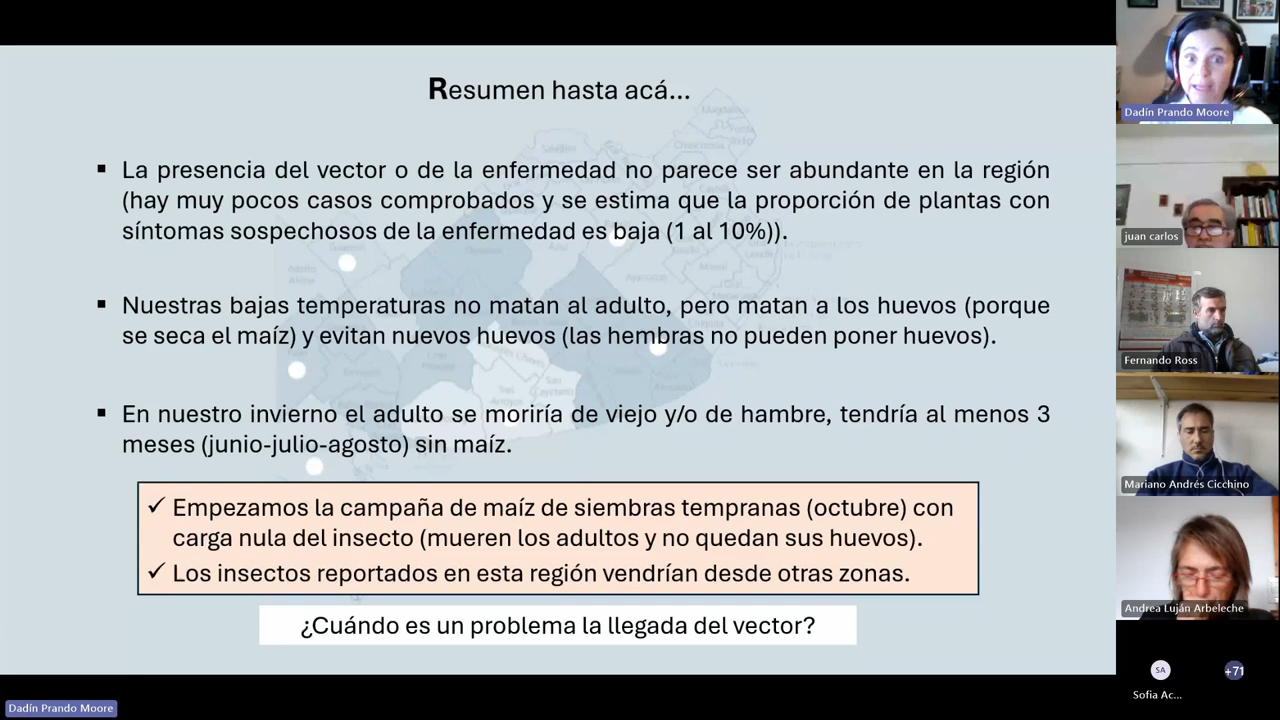 Resumen hasta acá...
▪ La presencia del vector o de la enfermedad no parece ser abundante en la región
(hay muy pocos casos comprobados y se estima que la proporción de plantas con
síntomas sospechosos de la enfermedad es baja (1 al 10%)).
▪ Nuestras bajas temperaturas no matan al adulto, pero matan a los huevos (porque
se seca el maíz) y evitan nuevos huevos (las hembras no pueden poner huevos).
▪ En nuestro invierno el adulto se moriría de viejo y/o de hambre, tendría al menos 3
meses (junio-julio-agosto) sin maíz.
✓ Empezamos la campaña de maíz de siembras tempranas (octubre) con
carga nula del insecto (mueren los adultos y no quedan sus huevos).
✓ Los insectos reportados en esta región vendrían desde otras zonas.
¿Cuándo es un problema la llegada del vector?
Dadín Prando Moore
Dadín Prando Moore
juan carlos
Fernando Ross
Mariano Andrés Cicchino
Andrea Luján Arbeleche
SA
+71
Sofia Ac...